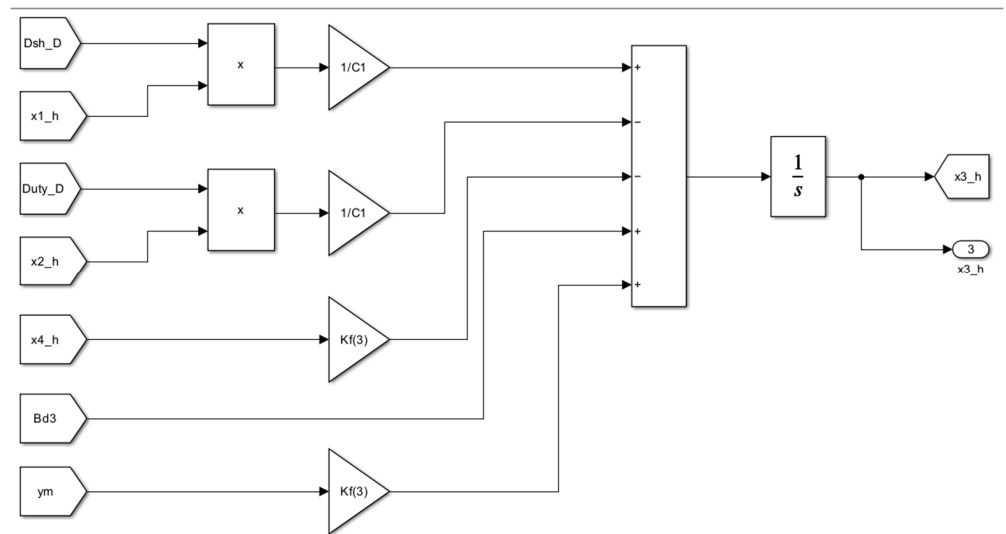 Dsh_D
x
1/C1
+
x1_h
−
Duty_D
x
1/C1
−
1
s
x3_h
x2_h
+
3
x3_h
+
x4_h
Kf(3)
Bd3
ym
Kf(3)